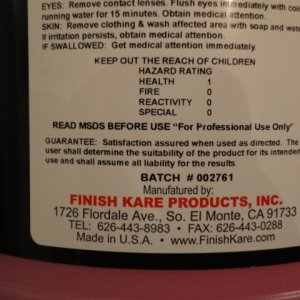 EYES: Remove contact lenses. Flush eyes immediately with
running water for 15 minutes. Obtain medical attention.
SKIN: Remove clothing & wash affected area with soap and
If irritation persists, obtain medical attention.
IF SWALLOWED: Get medical attention immediately.
KEEP OUT THE REACH OF CHILDREN
HAZARD RATING
HEALTH 1
FIRE 0
REACTIVITY 0
SPECIAL 0
READ MSDS BEFORE USE "For Professional Use Only"
GUARANTEE: Satisfaction assured when used as directed. The
user shall determine the suitability of the product for its intended
use and shall assume all liability for the results.
BATCH # 002761
Manufactured by:
FINISH KARE PRODUCTS, INC.
1726 Flordale Ave., So. El Monte, CA 91733
TEL: 626-443-8983 • FAX: 626-443-0288
Made in U.S.A. • www.FinishKare.com